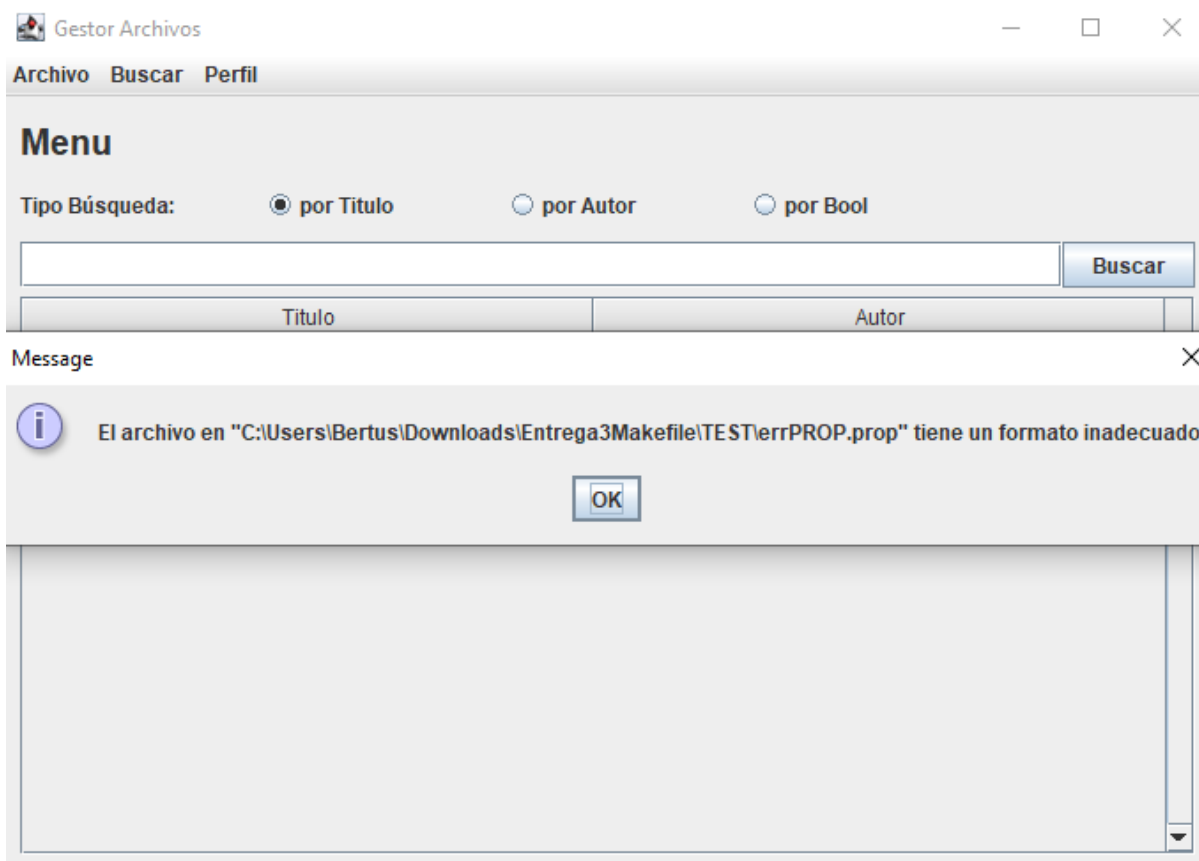 Gestor Archivos
Archivo Buscar Perfil
Menu
Tipo Búsqueda: por Titulo por Autor por Bool
Buscar
Titulo Autor
Message
El archivo en "C:\Users\Bertus\Downloads\Entrega3Makefile\TEST\errPROP.prop" tiene un formato inadecuado
OK